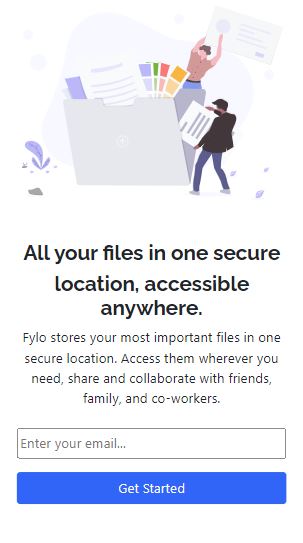 All your files in one secure
location, accessible
anywhere.
Fylo stores your most important files in one
secure location. Access them wherever you
need, share and collaborate with friends,
family, and co-workers.
Enter your email...
Get Started